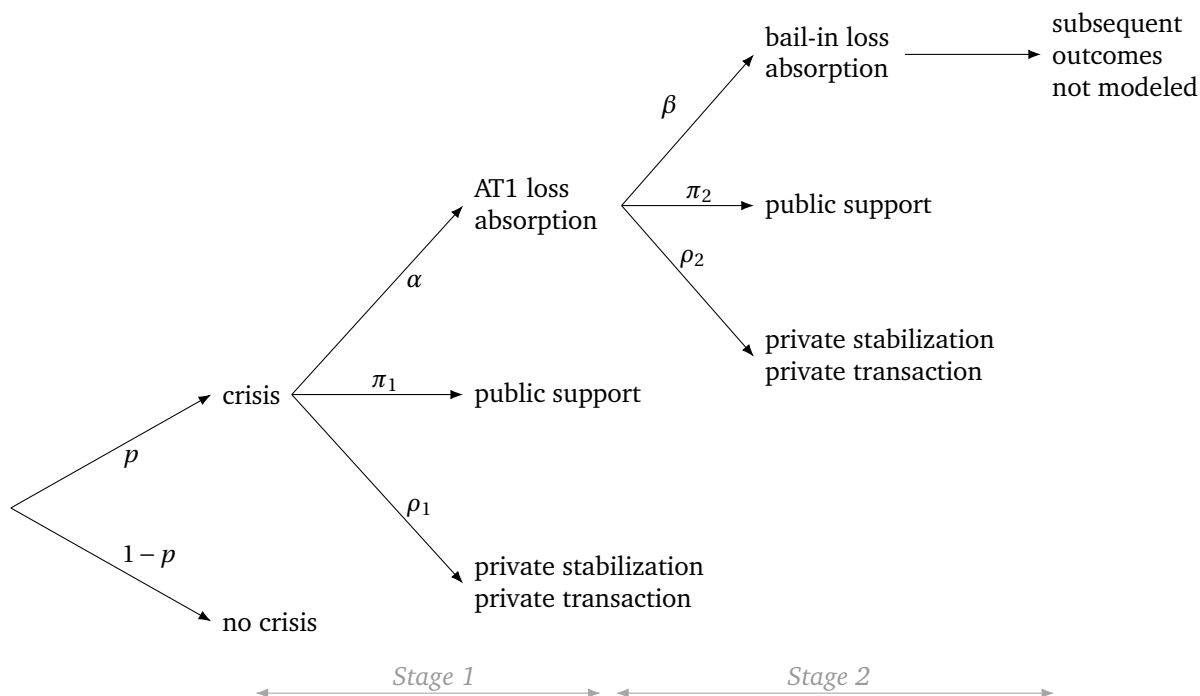 bail-in loss
absorption
subsequent
outcomes
not modeled
β
AT1 loss
absorption
π₂
public support
ρ₂
α
private stabilization
private transaction
crisis
π₁
public support
p
ρ₁
1 − p
private stabilization
private transaction
no crisis
Stage 1
Stage 2